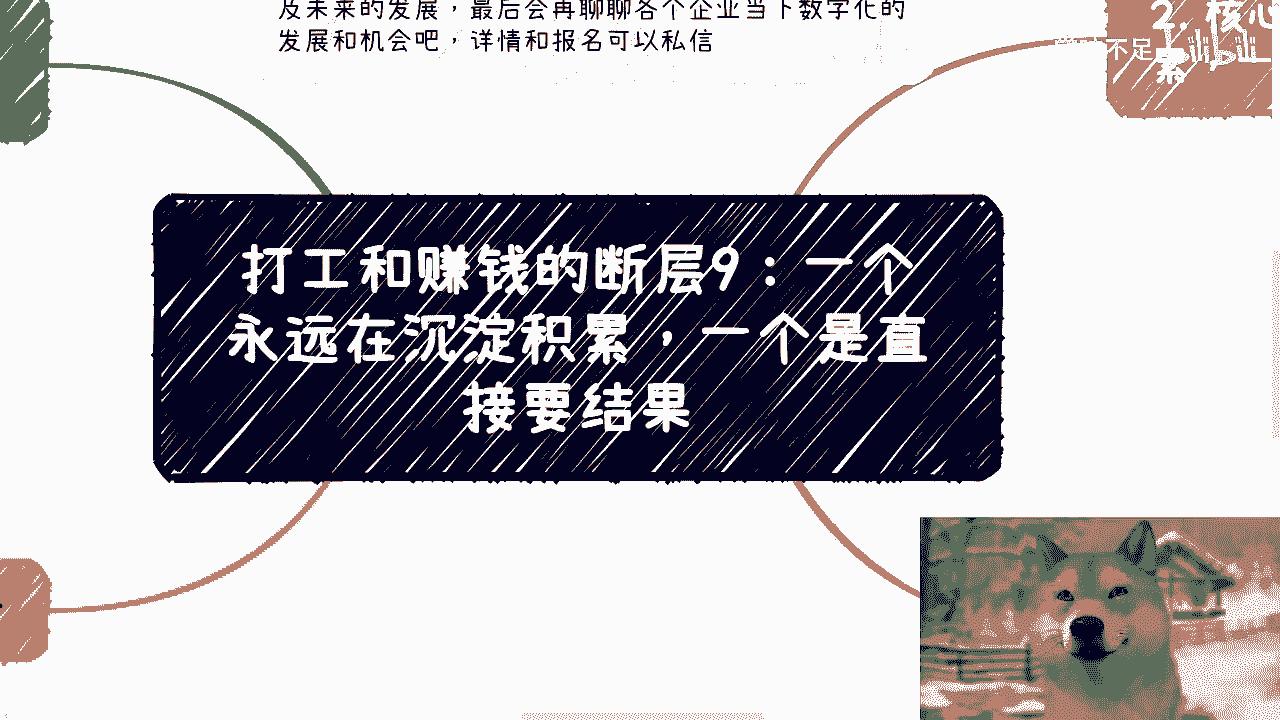 及未来的发展，最后会再聊聊各个企业当下数字化的
发展和机会吧，详情和报名可以私信
2. 核心
不足
素，
打工和赚钱的断层9：一个
永远在沉淀积累，一个是直
接要结果